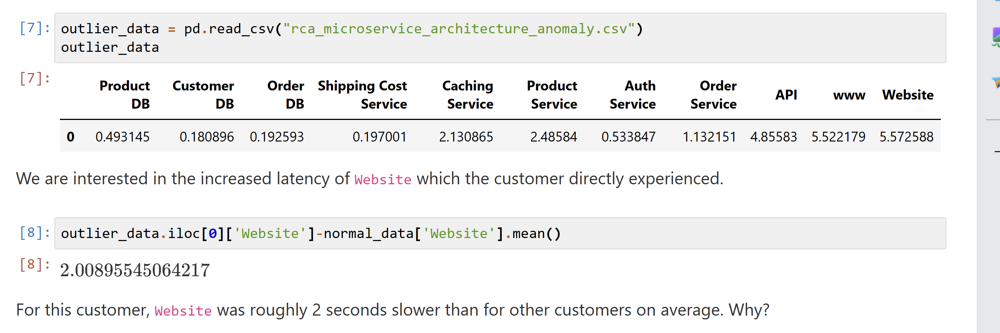 [7]: outlier_data = pd.read_csv("rca_microservice_architecture_anomaly.csv")
outlier_data
[7]:
Product Customer Order Shipping Cost Caching Product Auth Order API www Website
DB DB DB Service Service Service Service Service
0 0.493145 0.180896 0.192593 0.197001 2.130865 2.48584 0.533847 1.132151 4.85583 5.522179 5.572588
We are interested in the increased latency of Website which the customer directly experienced.
[8]: outlier_data.iloc[0]['Website']-normal_data['Website'].mean()
[8]: 2.00895545064217
For this customer, Website was roughly 2 seconds slower than for other customers on average. Why?